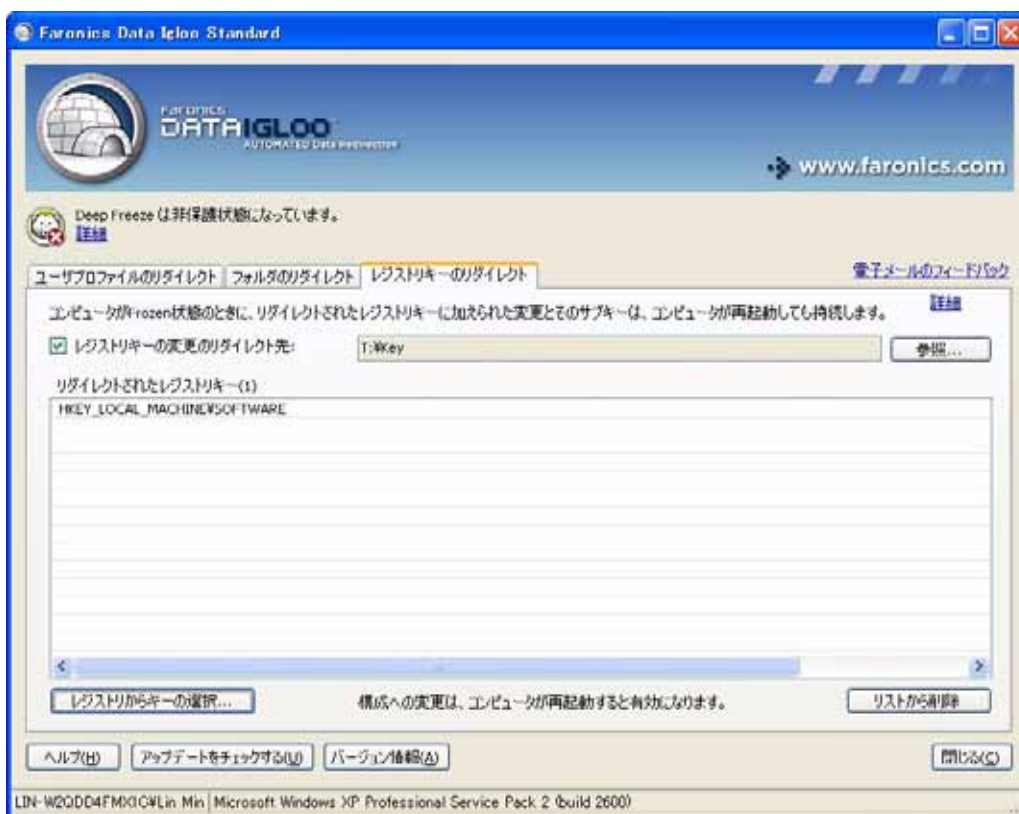 Faronics Data Igloo Standard
FARONICS
DATAIGLOO
AUTOMATED Data Redirection
www.faronics.com
Deep Freeze は非保護状態になっています。
詳細
ユーザプロファイルのリダイレクト フォルダのリダイレクト レジストリキーのリダイレクト
電子メールのフィードバック
コンピュータがFrozen状態のときに、リダイレクトされたレジストリキーに加えられた変更とそのサブキーは、コンピュータが再起動しても持続します。
詳細
レジストリキーの変更のリダイレクト先: T:¥Key 参照...
リダイレクトされたレジストリキー(1)
HKEY_LOCAL_MACHINE¥SOFTWARE
レジストリからキーの選択... 構成への変更は、コンピュータが再起動すると有効になります。 リストから削除
ヘルプ(H) アップデートをチェックする(U) バージョン情報(A) 閉じる(C)
LIN-W2QDD4FMXIC¥Lin Min Microsoft Windows XP Professional Service Pack 2 (build 2600)